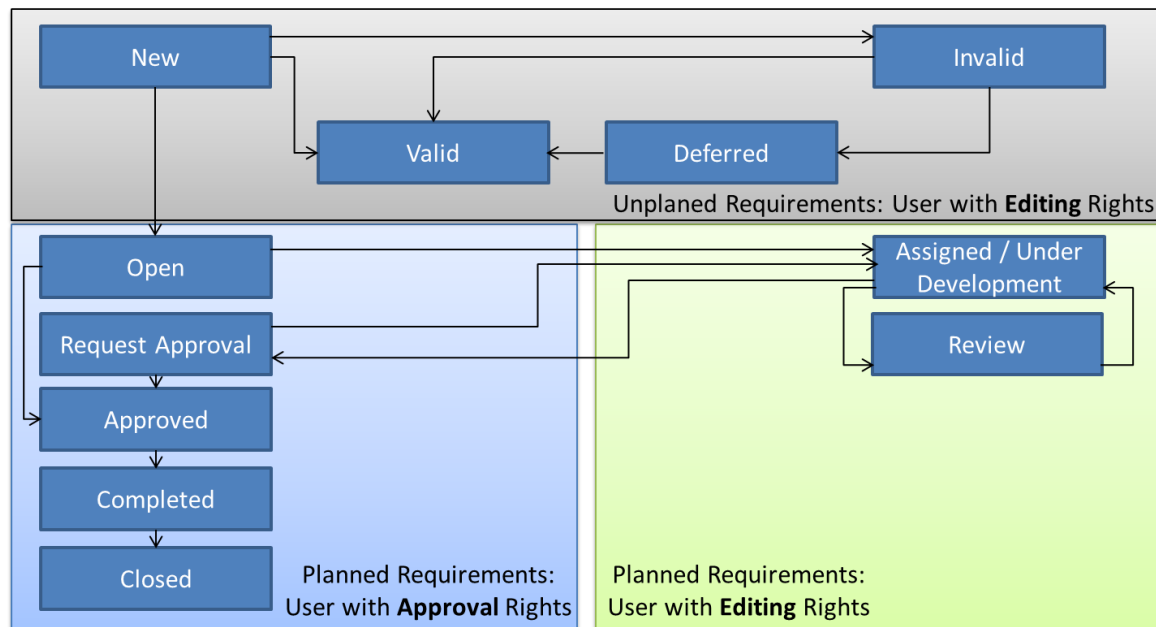 New
Invalid
Valid
Deferred
Unplaned Requirements: User with Editing Rights
Open
Assigned / Under
Development
Request Approval
Review
Approved
Completed
Closed
Planned Requirements:
User with Approval Rights
Planned Requirements:
User with Editing Rights